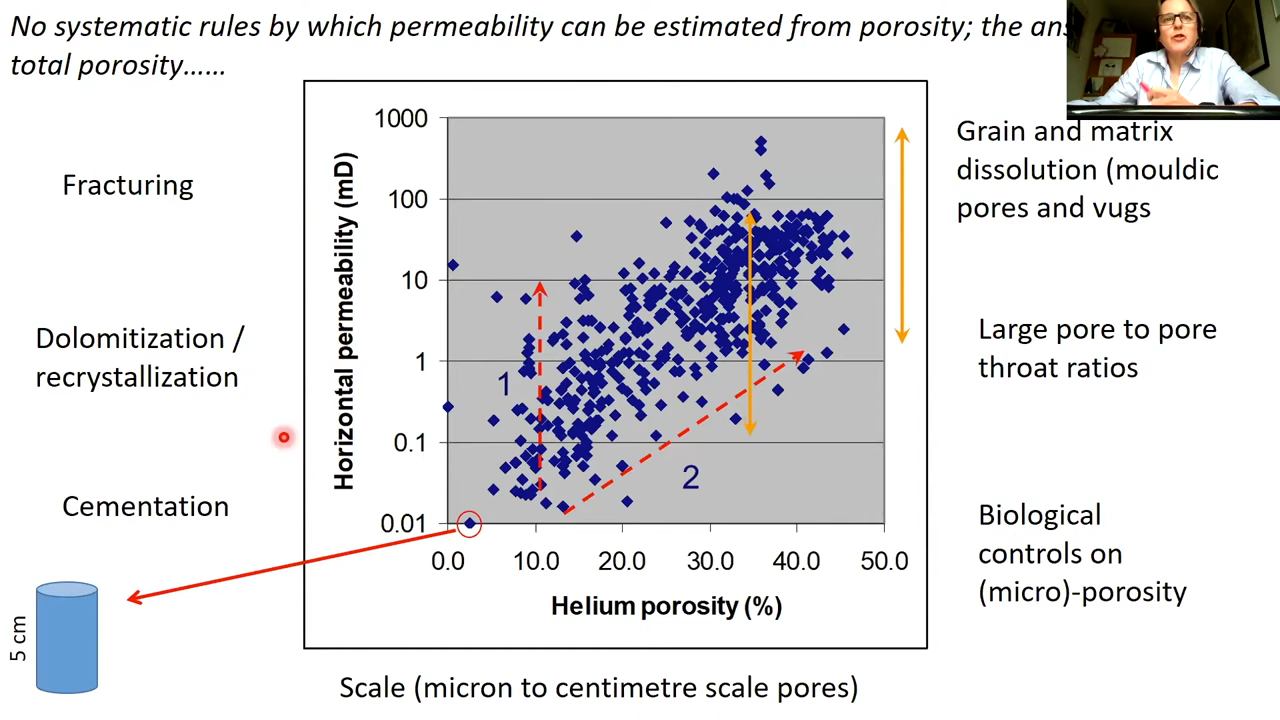 No systematic rules by which permeability can be estimated from porosity; the
total porosity……
Fracturing
Dolomitization /
recrystallization
Cementation
5 cm
Horizontal permeability (mD)
1000
100
10
1
0.1
0.01
1
2
0.0 10.0 20.0 30.0 40.0 50.0
Helium porosity (%)
Grain and matrix
dissolution (mouldic
pores and vugs
Large pore to pore
throat ratios
Biological
controls on
(micro)-porosity
Scale (micron to centimetre scale pores)